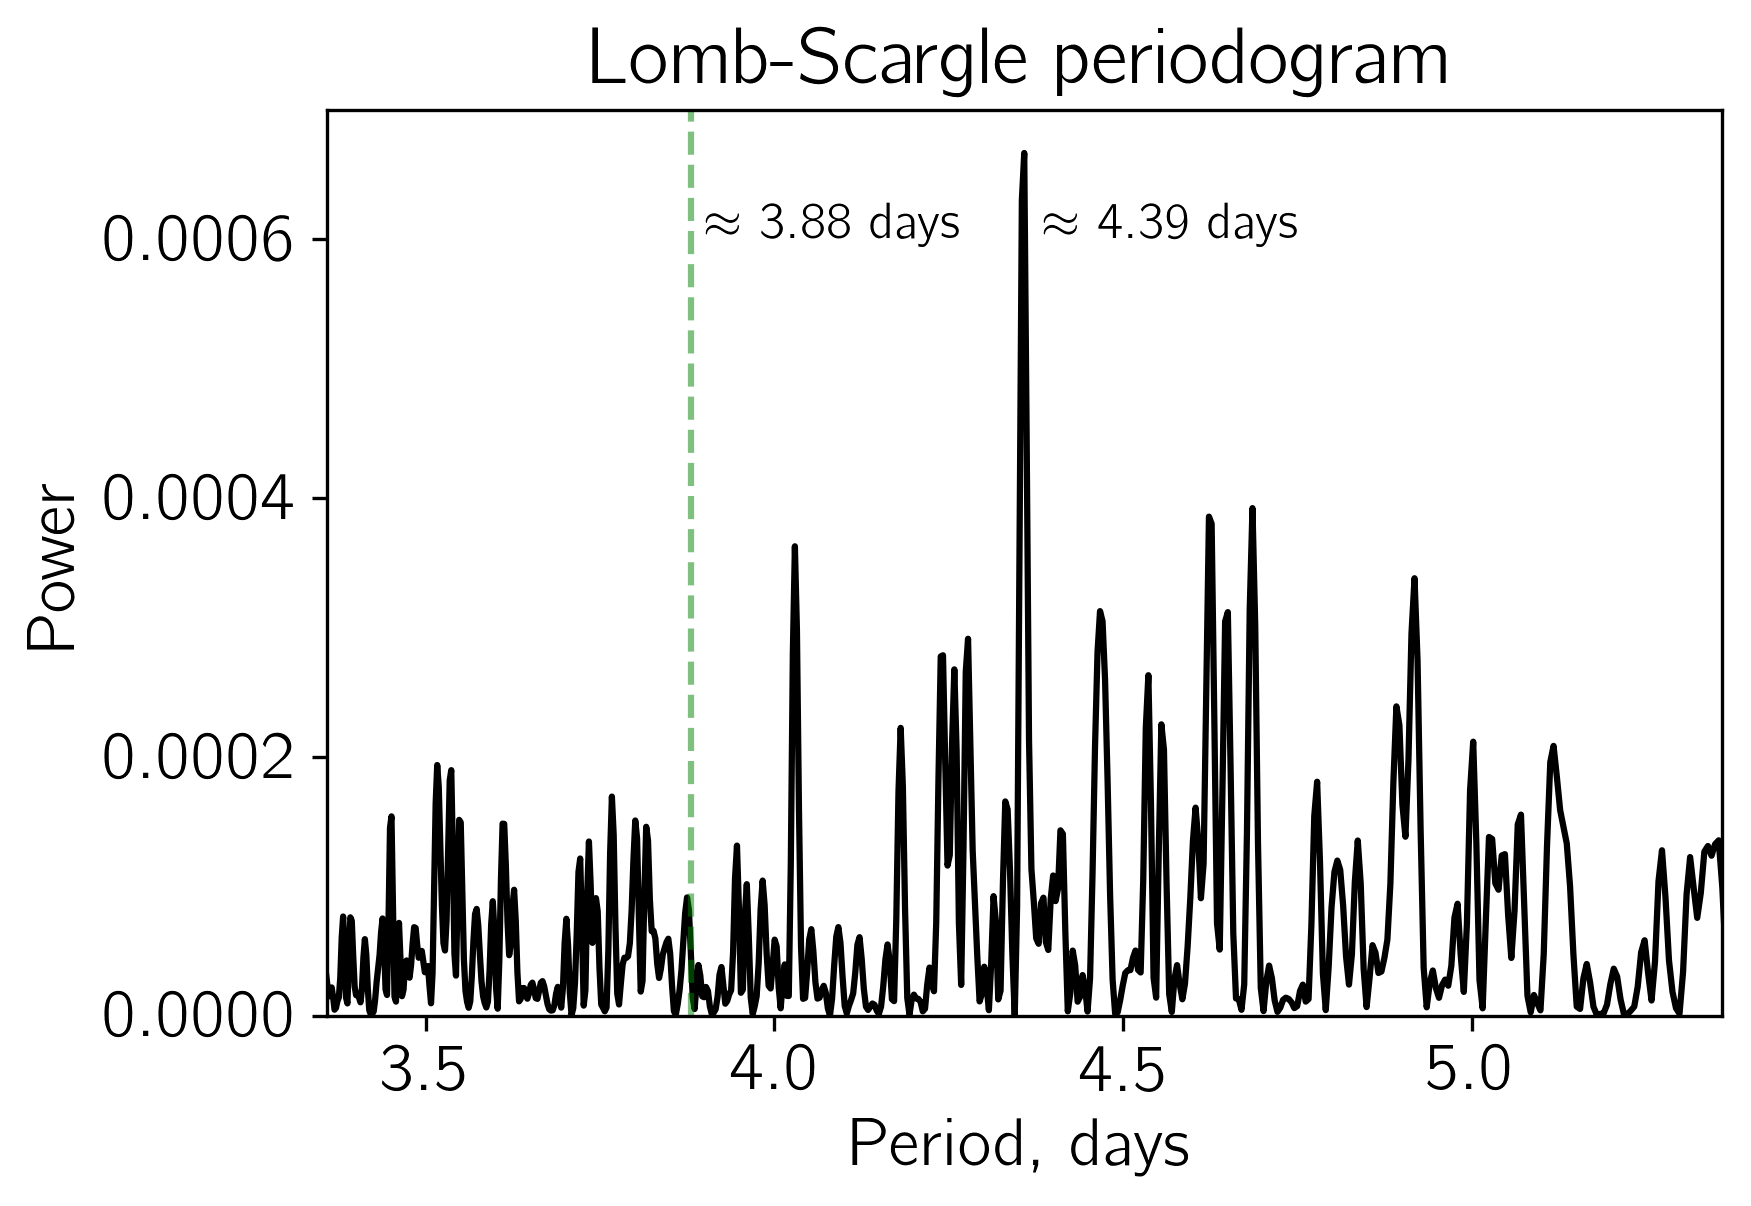 Lomb-Scargle periodogram
≈ 3.88 days
≈ 4.39 days
0.0006
0.0004
0.0002
0.0000
Power
3.5
4.0
4.5
5.0
Period, days